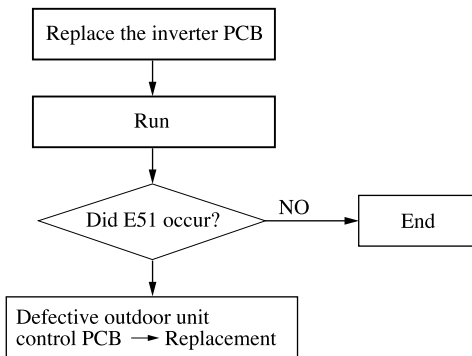 Replace the inverter PCB
Run
Did E51 occur?
NO
End
Defective outdoor unit
control PCB → Replacement